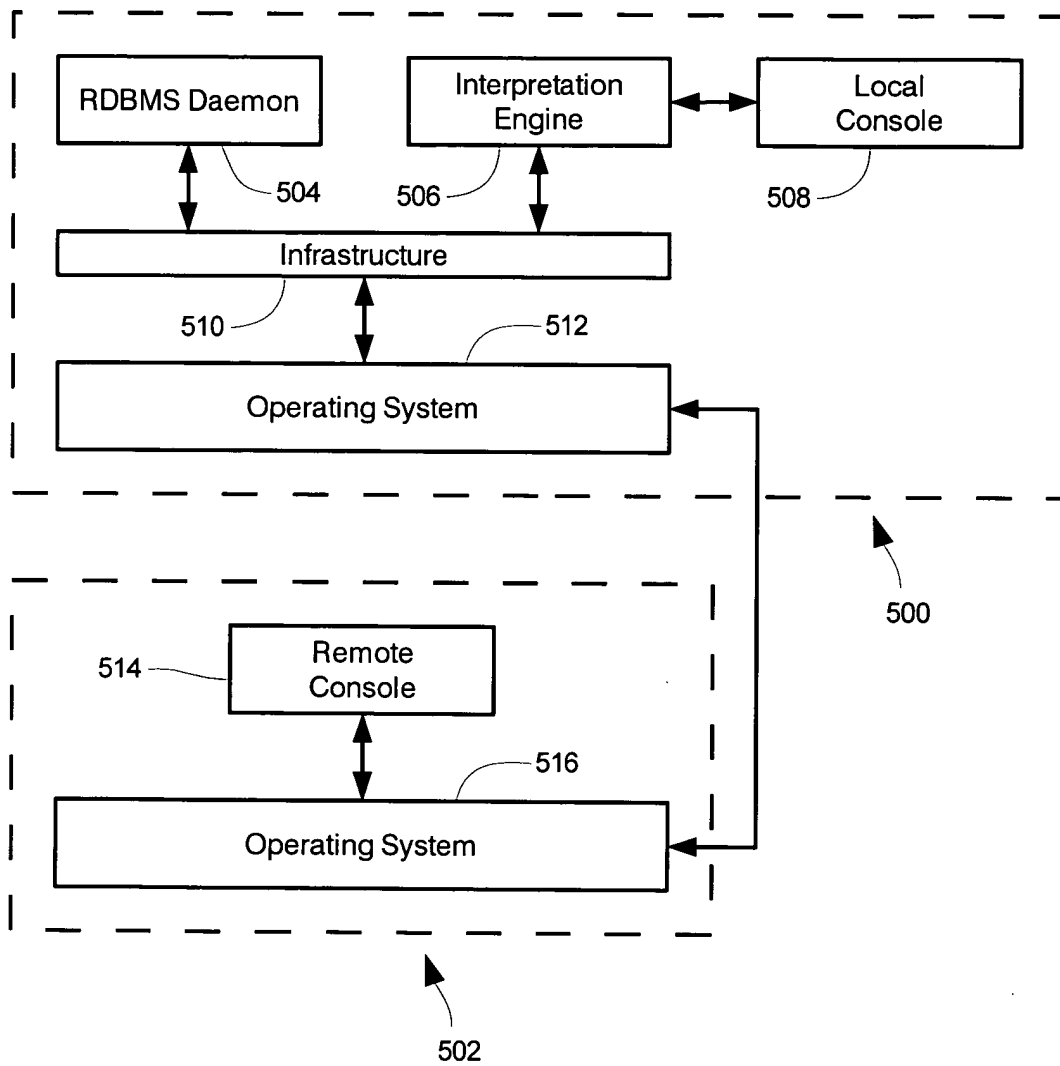 RDBMS Daemon
Interpretation
Engine
Local
Console
504
506
508
Infrastructure
510
512
Operating System
500
Remote
Console
514
516
Operating System
502